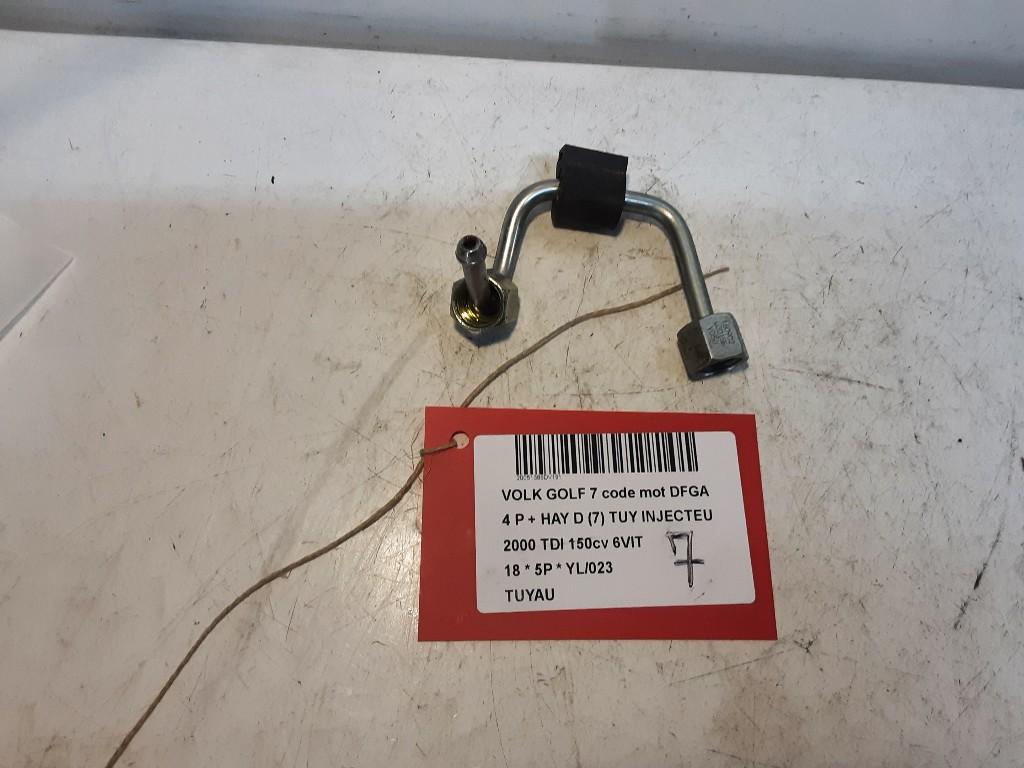 VOLK GOLF 7 code mot DFGA
4 P + HAY D (7) TUY INJECTEU
2000 TDI 150cv 6VIT
18 * 5P * YL/023
TUYAU
7